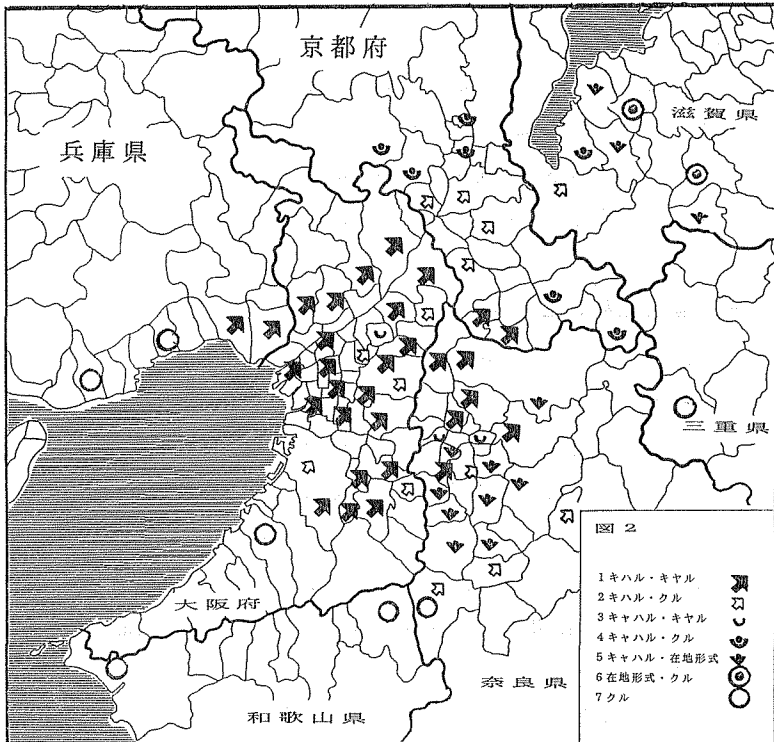 京都府
滋賀県
兵庫県
三重県
大阪府
奈良県
和歌山県
図2
1 キハル・キヤル
2 キハル・クル
3 キャハル・キヤル
4 キャハル・クル
5 キャハル・在地形式
6 在地形式・クル
7 クル